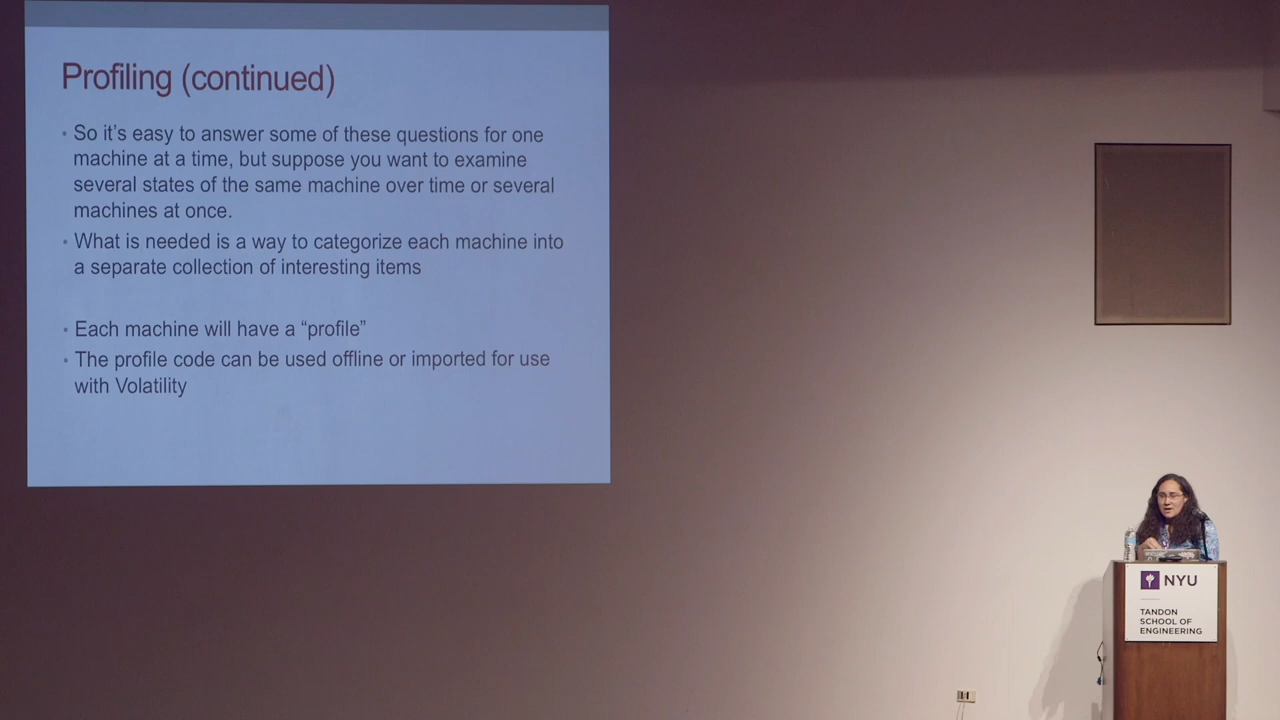 Profiling (continued)
• So it's easy to answer some of these questions for one
machine at a time, but suppose you want to examine
several states of the same machine over time or several
machines at once.
• What is needed is a way to categorize each machine into
a separate collection of interesting items
• Each machine will have a “profile”
• The profile code can be used offline or imported for use
with Volatility
NYU
TANDON
SCHOOL OF
ENGINEERING